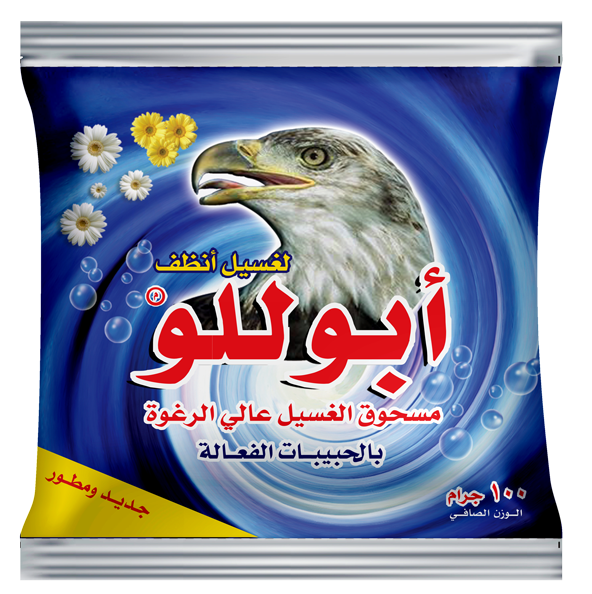 لغسيل أنظف
أبوللو
(م)
مسحوق الغسيل عالي الرغوة
بالحبيبات الفعالة
جديد ومطور
١٠٠ جرام
الوزن الصافي